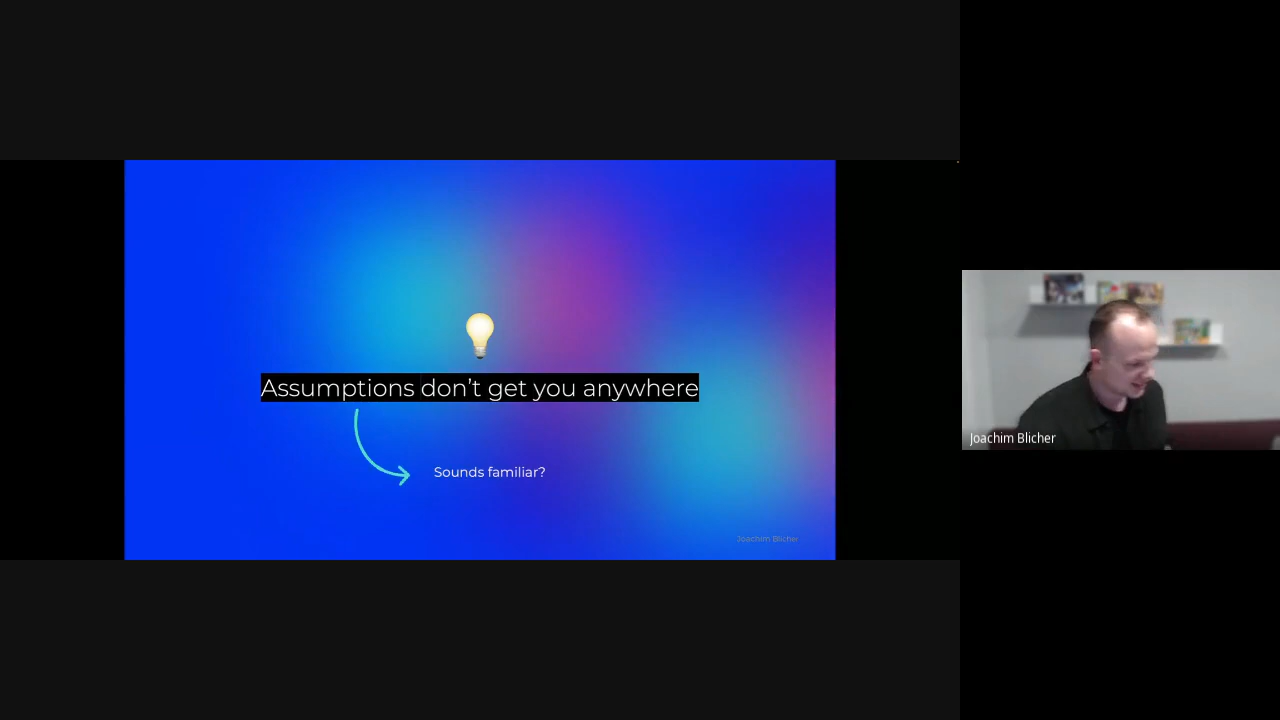 Assumptions don’t get you anywhere
Sounds familiar?
Joachim Blicher
Joachim Blicher